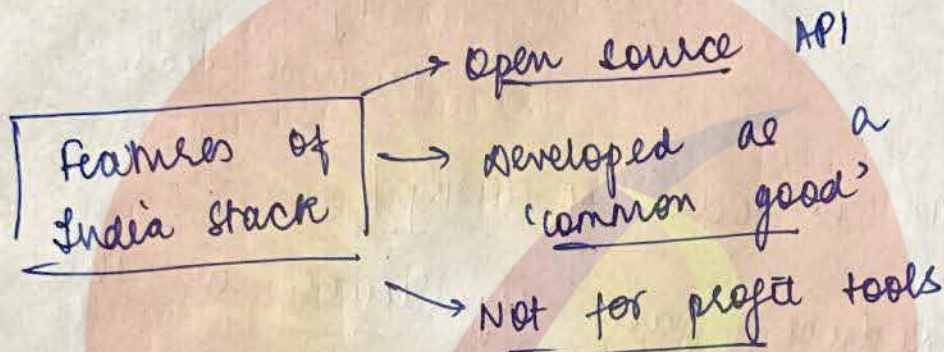 Features of
India Stack
→ Open source API
→ Developed as a
'common good'
→ Not for profit tools